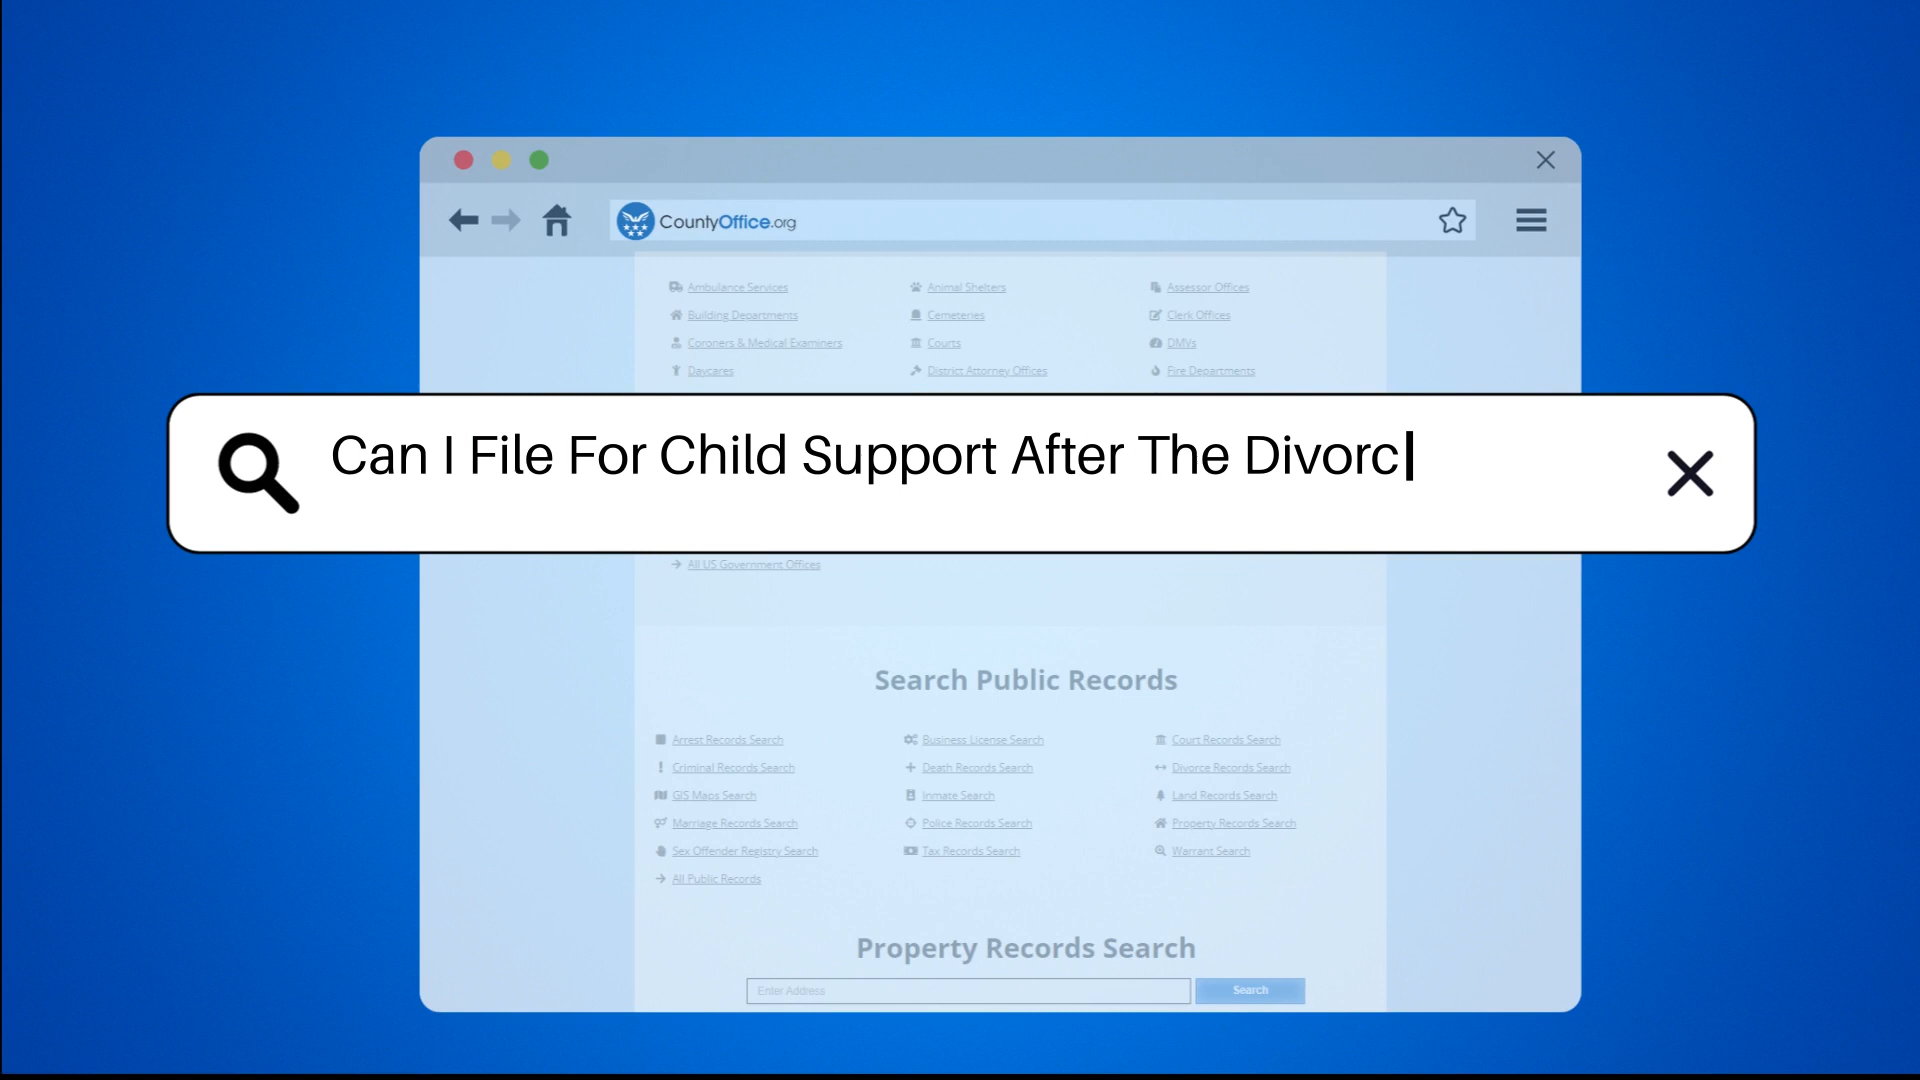 CountyOffice.org
Ambulance Services Animal Shelters Assessor Offices
Building Departments Cemeteries Clerk Offices
Coroners & Medical Examiners Courts DMVs
Daycares District Attorney Offices Fire Departments
Can I File For Child Support After The Divorc
All US Government Offices
Search Public Records
Arrest Records Search Business License Search Court Records Search
Criminal Records Search Death Records Search Divorce Records Search
GIS Maps Search Inmate Search Land Records Search
Marriage Records Search Police Records Search Property Records Search
Sex Offender Registry Search Tax Records Search Warrant Search
All Public Records
Property Records Search
Enter Address Search